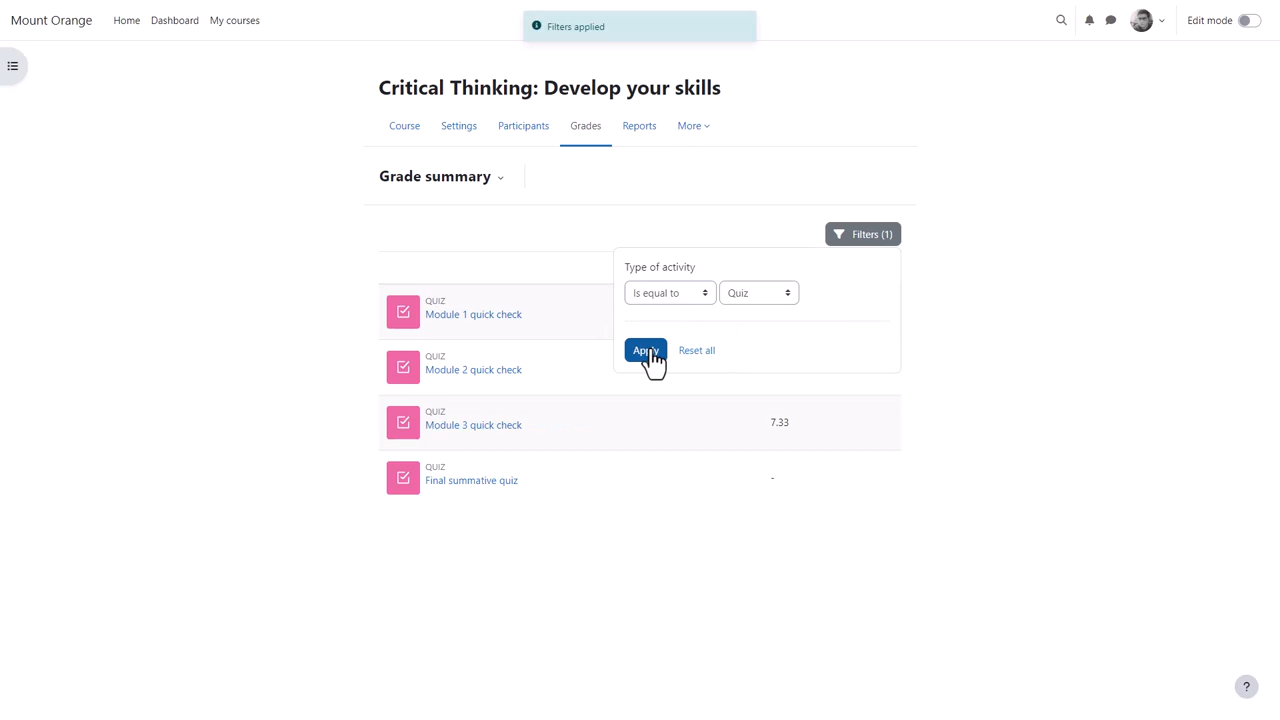 Mount Orange Home Dashboard My courses Filters applied Edit mode
Critical Thinking: Develop your skills
Course Settings Participants Grades Reports More
Grade summary
Filters (1)
Type of activity
Is equal to Quiz
QUIZ
Module 1 quick check
Apply Reset all
QUIZ
Module 2 quick check
QUIZ
Module 3 quick check 7.33
QUIZ
Final summative quiz -
?